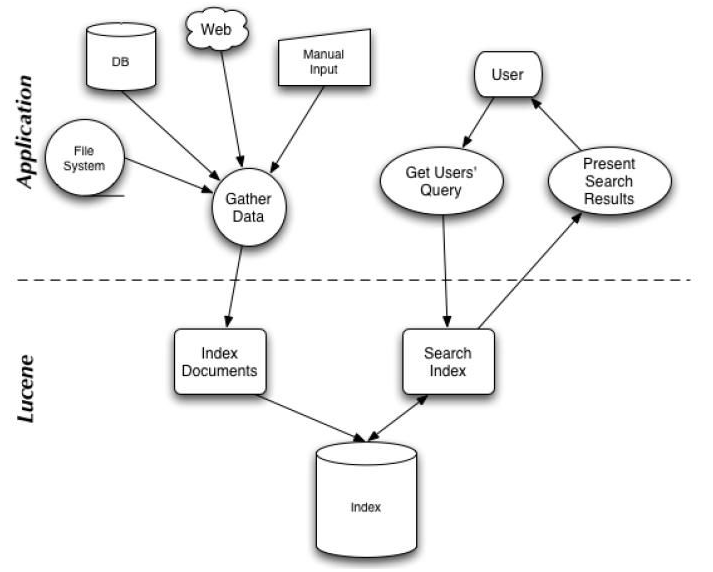 Application
DB
Web
Manual
Input
User
File
System
Gather
Data
Get Users'
Query
Present
Search
Results
Lucene
Index
Documents
Search
Index
Index